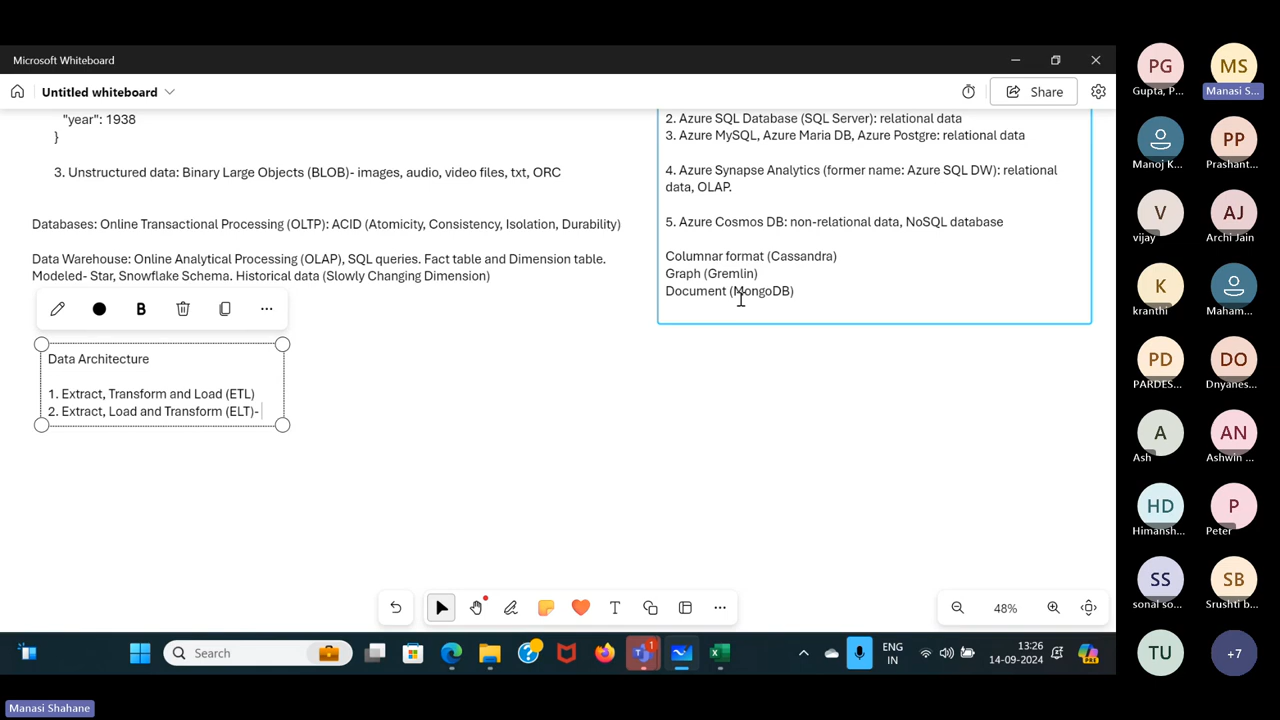 Microsoft Whiteboard
Untitled whiteboard
Share
"year": 1938
}
3. Unstructured data: Binary Large Objects (BLOB)- images, audio, video files, txt, ORC
Databases: Online Transactional Processing (OLTP): ACID (Atomicity, Consistency, Isolation, Durability)
Data Warehouse: Online Analytical Processing (OLAP), SQL queries. Fact table and Dimension table.
Modeled- Star, Snowflake Schema. Historical data (Slowly Changing Dimension)
B
Data Architecture
1. Extract, Transform and Load (ETL)
2. Extract, Load and Transform (ELT)-
2. Azure SQL Database (SQL Server): relational data
3. Azure MySQL, Azure Maria DB, Azure Postgre: relational data
4. Azure Synapse Analytics (former name: Azure SQL DW): relational
data, OLAP.
5. Azure Cosmos DB: non-relational data, NoSQL database
Columnar format (Cassandra)
Graph (Gremlin)
Document (MongoDB)
T
48%
Search
1
ENG
IN
13:26
14-09-2024
PRE
Manasi Shahane
PG
Gupta, P...
MS
Manasi S...
Manoj K...
PP
Prashant...
V
vijay
AJ
Archi Jain
K
kranthi
Maham...
PD
PARDES...
DO
Dnyanes...
A
Ash
AN
Ashwin ...
HD
Himansh...
P
Peter
SS
sonal so...
SB
Srushti b...
TU
+7